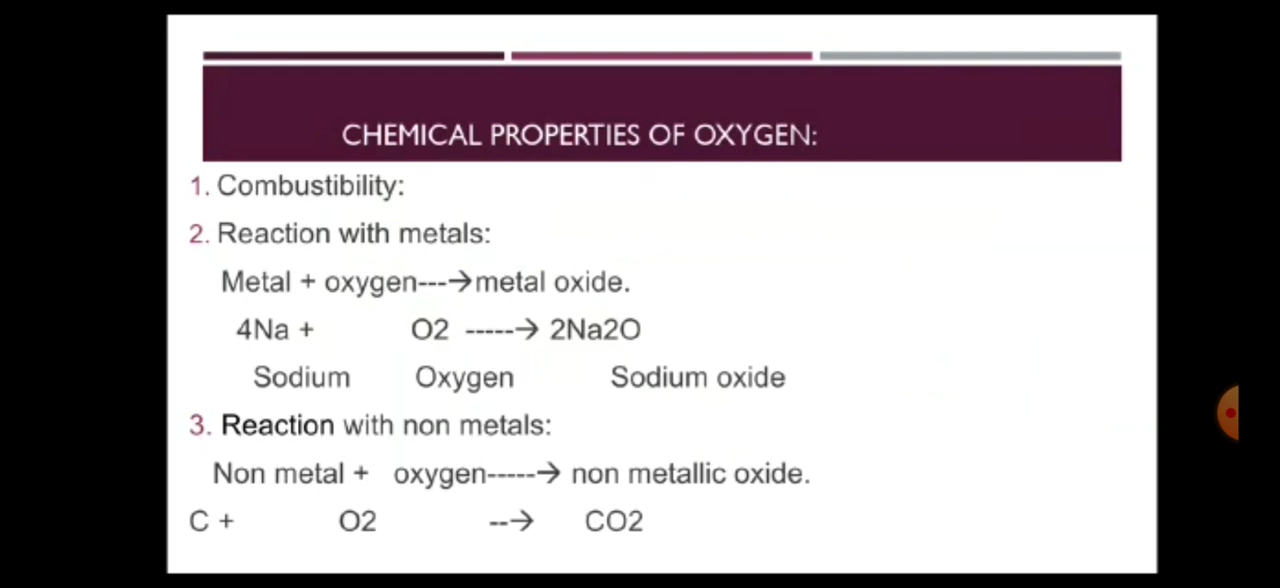 CHEMICAL PROPERTIES OF OXYGEN:
1. Combustibility:
2. Reaction with metals:
Metal + oxygen---→metal oxide.
4Na + O2 -----→ 2Na2O
Sodium Oxygen Sodium oxide
3. Reaction with non metals:
Non metal + oxygen-----→ non metallic oxide.
C + O2 --→ CO2